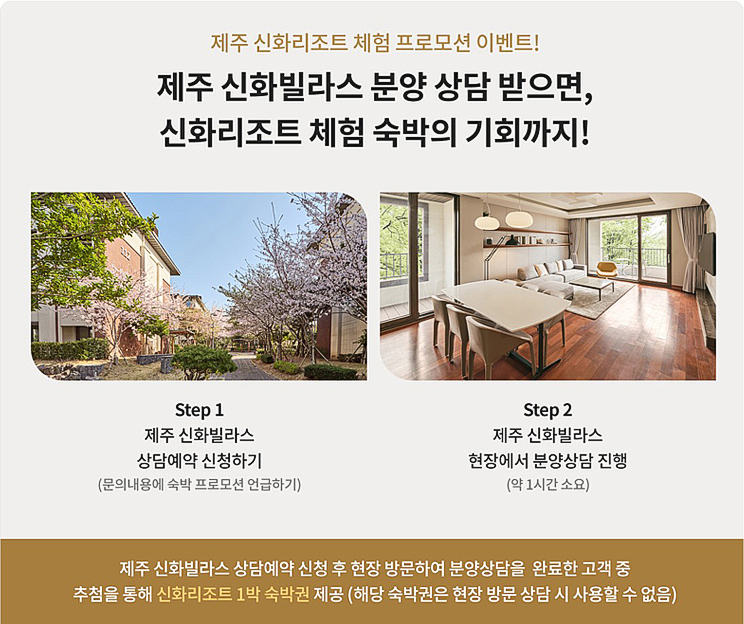 제주 신화리조트 체험 프로모션 이벤트!
제주 신화빌라스 분양 상담 받으면,
신화리조트 체험 숙박의 기회까지!
Step 1
제주 신화빌라스
상담예약 신청하기
(문의내용에 숙박 프로모션 언급하기)
Step 2
제주 신화빌라스
현장에서 분양상담 진행
(약 1시간 소요)
제주 신화빌라스 상담예약 신청 후 현장 방문하여 분양상담을 완료한 고객 중
추첨을 통해 신화리조트 1박 숙박권 제공 (해당 숙박권은 현장 방문 상담 시 사용할 수 없음)